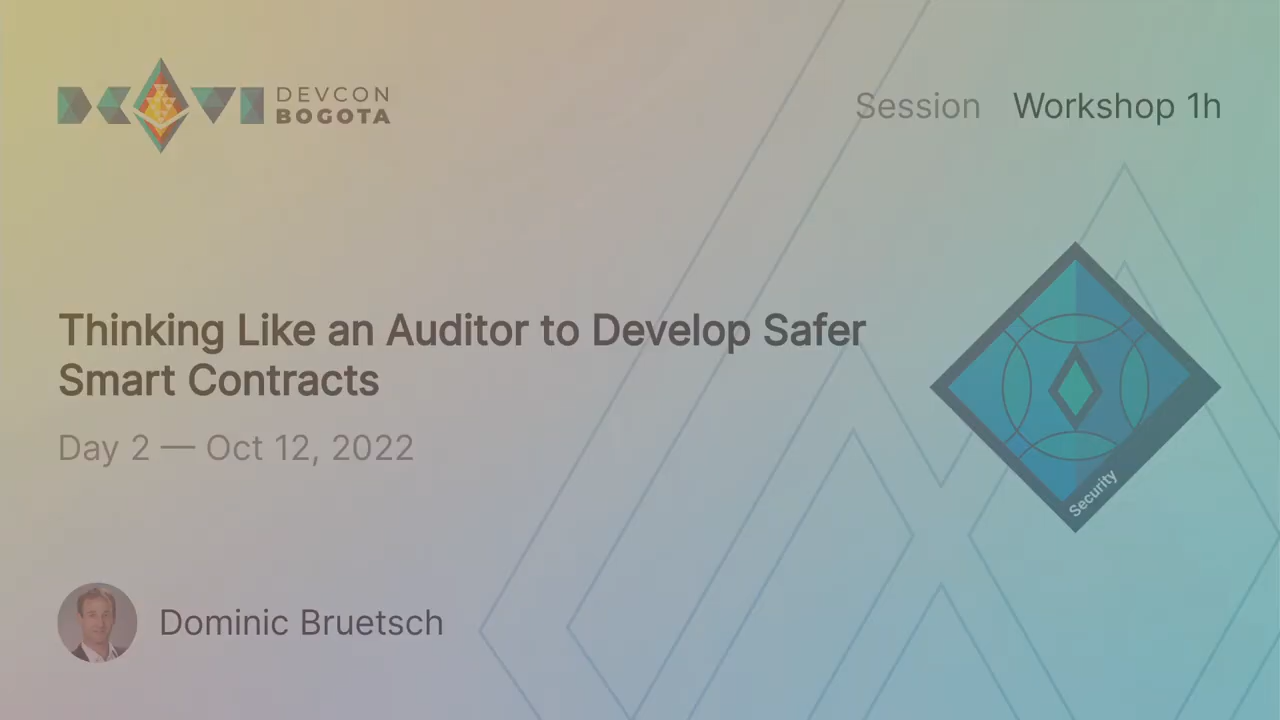 DEVCON
BOGOTA
Session Workshop 1h
Thinking Like an Auditor to Develop Safer
Smart Contracts
Day 2 — Oct 12, 2022
Security
Dominic Bruetsch